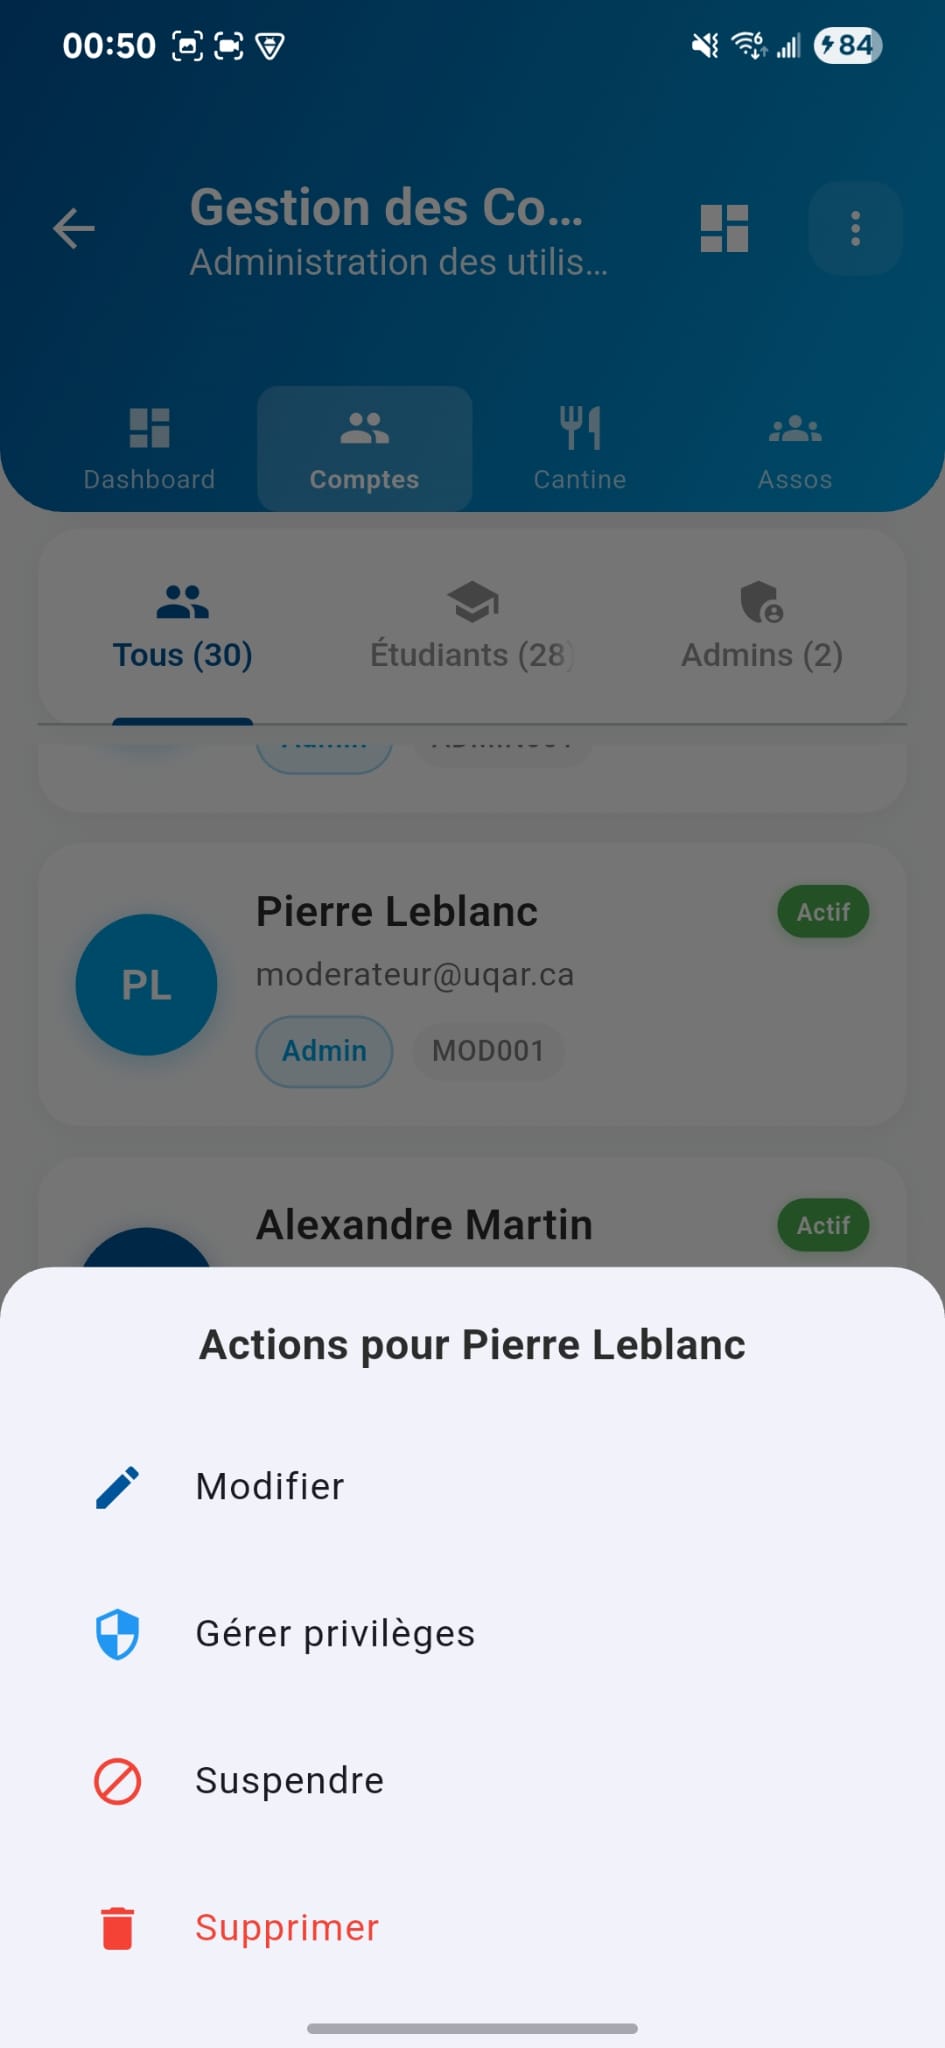 00:50
84
Gestion des Co...
Administration des utilis...
Dashboard
Comptes
Cantine
Assos
Tous (30)
Étudiants (28)
Admins (2)
Admin
Pierre Leblanc
Actif
moderateur@uqar.ca
PL
Admin
MOD001
Alexandre Martin
Actif
Actions pour Pierre Leblanc
Modifier
Gérer privilèges
Suspendre
Supprimer